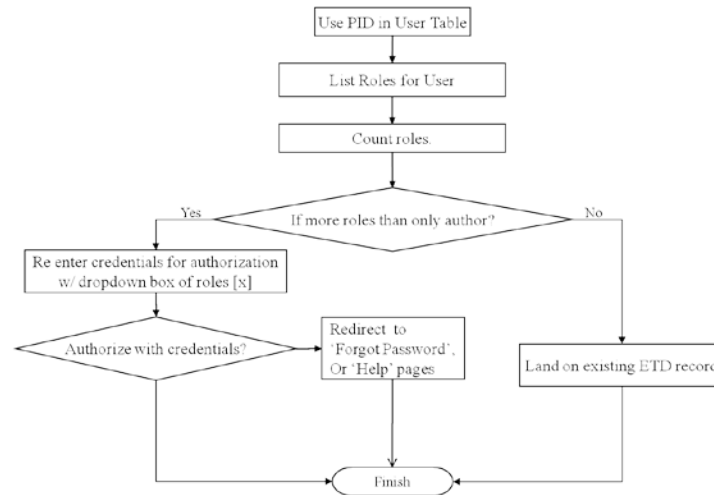 Use PID in User Table
List Roles for User
Count roles.
If more roles than only author?
Yes
No
Re enter credentials for authorization
w/ dropdown box of roles [x]
Authorize with credentials?
Redirect to
‘Forgot Password’,
Or ‘Help’ pages
Land on existing ETD record
Finish